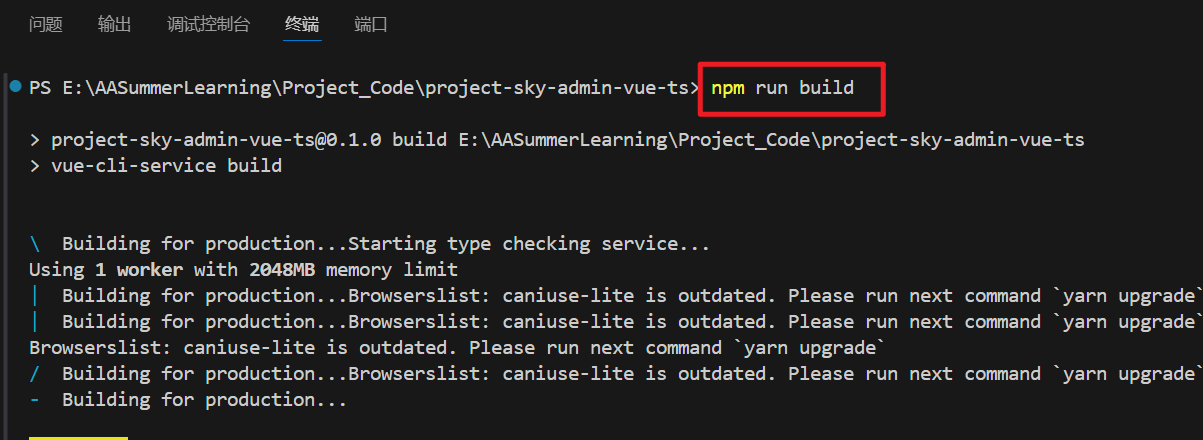 问题 输出 调试控制台 终端 端口
PS E:\AASummerLearning\Project_Code\project-sky-admin-vue-ts> npm run build
> project-sky-admin-vue-ts@0.1.0 build E:\AASummerLearning\Project_Code\project-sky-admin-vue-ts
> vue-cli-service build
\  Building for production...Starting type checking service...
Using 1 worker with 2048MB memory limit
|  Building for production...Browserslist: caniuse-lite is outdated. Please run next command `yarn upgrade`
|  Building for production...Browserslist: caniuse-lite is outdated. Please run next command `yarn upgrade`
Browserslist: caniuse-lite is outdated. Please run next command `yarn upgrade`
/  Building for production...Browserslist: caniuse-lite is outdated. Please run next command `yarn upgrade`
-  Building for production...